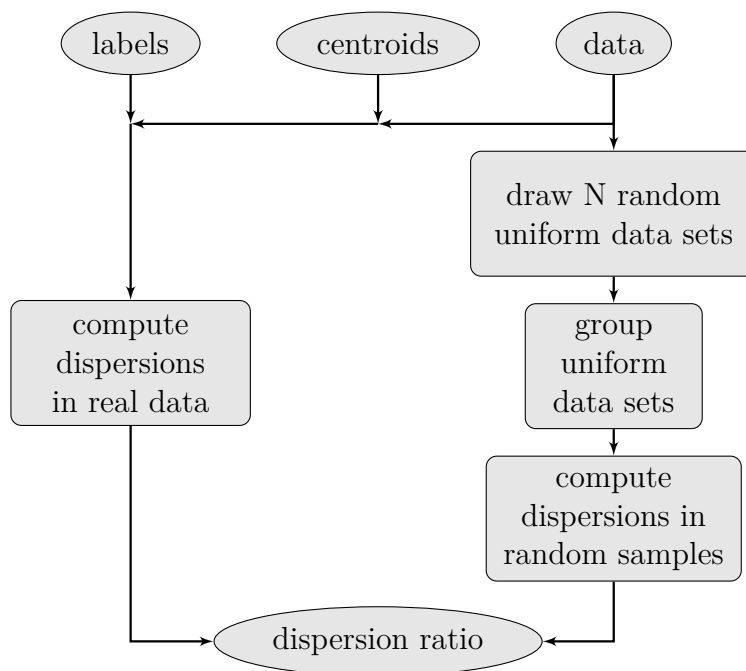 labels
centroids
data
draw N random
uniform data sets
compute
dispersions
in real data
group
uniform
data sets
compute
dispersions in
random samples
dispersion ratio